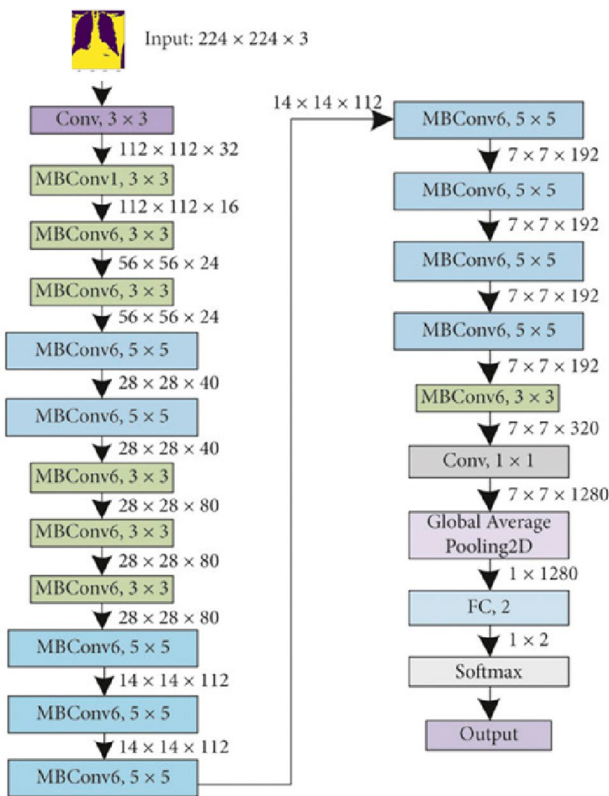 Input: 224 × 224 × 3
Conv, 3 × 3
112 × 112 × 32
MBConv1, 3 × 3
112 × 112 × 16
MBConv6, 3 × 3
56 × 56 × 24
MBConv6, 3 × 3
56 × 56 × 24
MBConv6, 5 × 5
28 × 28 × 40
MBConv6, 5 × 5
28 × 28 × 40
MBConv6, 3 × 3
28 × 28 × 80
MBConv6, 3 × 3
28 × 28 × 80
MBConv6, 3 × 3
28 × 28 × 80
MBConv6, 5 × 5
14 × 14 × 112
MBConv6, 5 × 5
14 × 14 × 112
MBConv6, 5 × 5
14 × 14 × 112
MBConv6, 5 × 5
7 × 7 × 192
MBConv6, 5 × 5
7 × 7 × 192
MBConv6, 5 × 5
7 × 7 × 192
MBConv6, 5 × 5
7 × 7 × 192
MBConv6, 3 × 3
7 × 7 × 320
Conv, 1 × 1
7 × 7 × 1280
Global Average
Pooling2D
1 × 1280
FC, 2
1 × 2
Softmax
Output